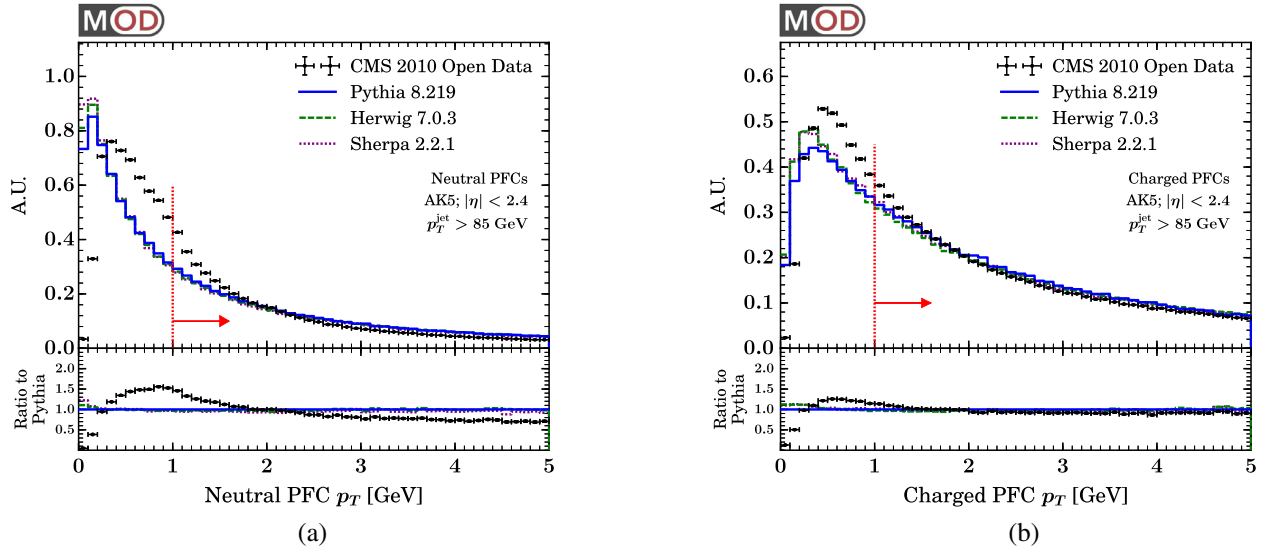 MOD
CMS 2010 Open Data
Pythia 8.219
Herwig 7.0.3
Sherpa 2.2.1
Neutral PFCs
AK5; |η| < 2.4
p_T^jet > 85 GeV
A.U.
1.0
0.8
0.6
0.4
0.2
0.0
Ratio to
Pythia
2.0
1.5
1.0
0.5
0 1 2 3 4 5
Neutral PFC p_T [GeV]
(a)
MOD
CMS 2010 Open Data
Pythia 8.219
Herwig 7.0.3
Sherpa 2.2.1
Charged PFCs
AK5; |η| < 2.4
p_T^jet > 85 GeV
A.U.
0.6
0.5
0.4
0.3
0.2
0.1
0.0
Ratio to
Pythia
2.0
1.5
1.0
0.5
0 1 2 3 4 5
Charged PFC p_T [GeV]
(b)